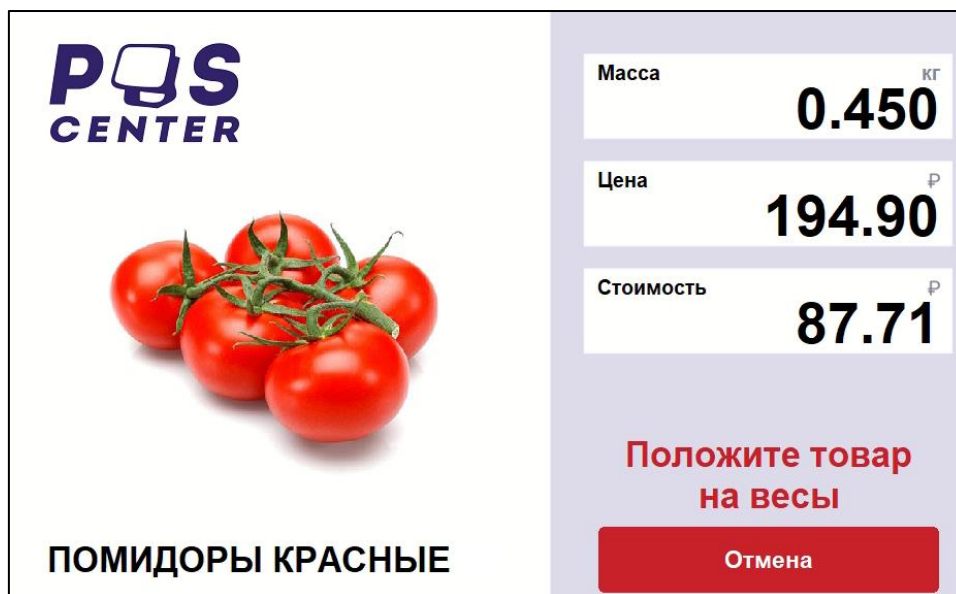 POS
CENTER
ПОМИДОРЫ КРАСНЫЕ
Масса
кг
0.450
Цена
₽
194.90
Стоимость
₽
87.71
Положите товар
на весы
Отмена